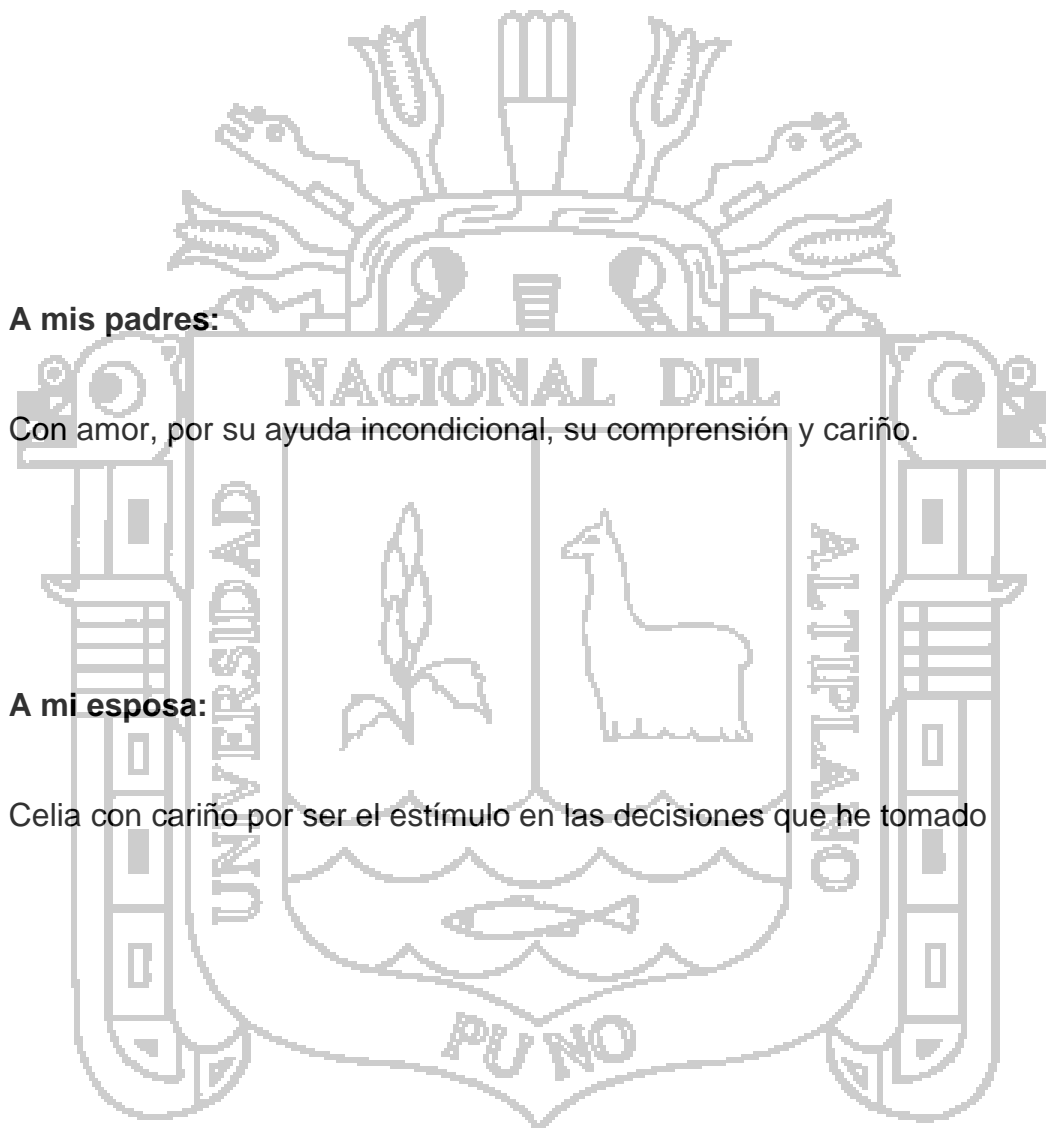 A mis padres:
NACIONAL DEL
Con amor, por su ayuda incondicional, su comprensión y cariño.
UNIVERSIDAD
ALTIPLANO
A mi esposa:
Celia con cariño por ser el estímulo en las decisiones que he tomado
PUNO